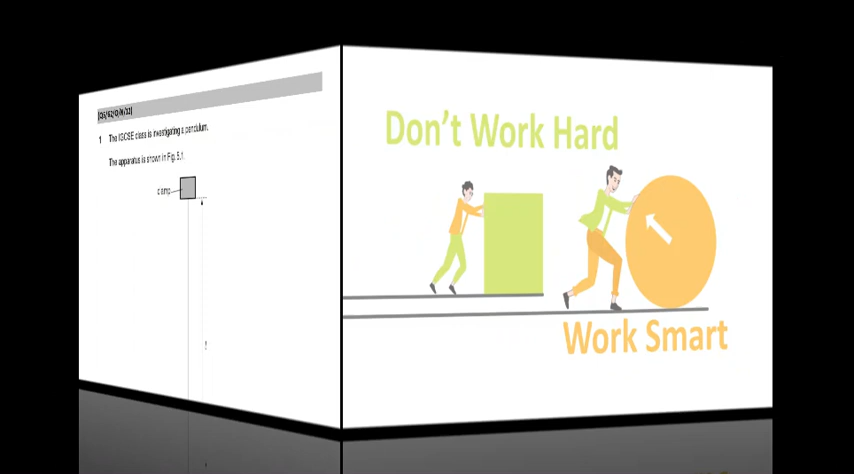 1 The IGCSE class is investigating a pendulum.
The apparatus is shown in Fig. 5.1.
clamp
Don't Work Hard
Work Smart